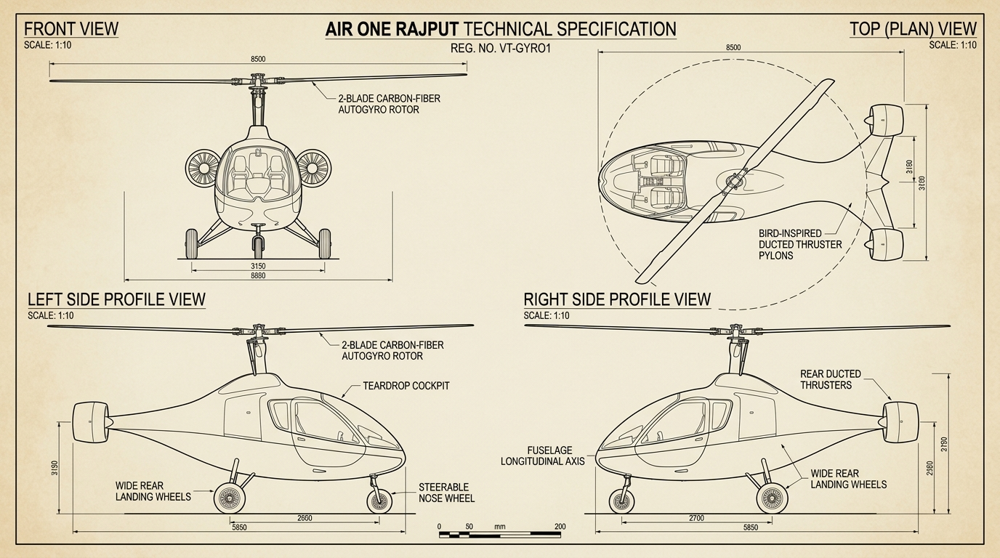 FRONT VIEW
SCALE: 1:10
AIR ONE RAJPUT TECHNICAL SPECIFICATION
REG. NO. VT-GYRO1
TOP (PLAN) VIEW
SCALE: 1:10
8500
2-BLADE CARBON-FIBER
AUTOGYRO ROTOR
3150
8880
8500
3180
BIRD-INSPIRED
DUCTED THRUSTER
PYLONS
LEFT SIDE PROFILE VIEW
SCALE: 1:10
2-BLADE CARBON-FIBER
AUTOGYRO ROTOR
TEARDROP COCKPIT
WIDE REAR
LANDING WHEELS
STEERABLE
NOSE WHEEL
2660
5850
0 50 mm 200
RIGHT SIDE PROFILE VIEW
SCALE: 1:10
REAR DUCTED
THRUSTERS
FUSELAGE
LONGITUDINAL AXIS
WIDE REAR
LANDING WHEELS
2700
5850